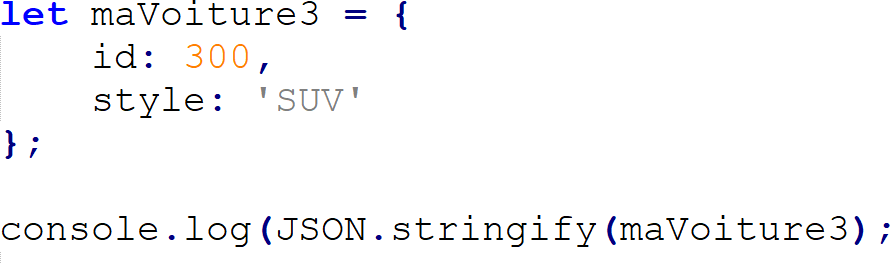 let maVoiture3 = {
    id: 300,
    style: 'SUV'
};

console.log(JSON.stringify(maVoiture3);